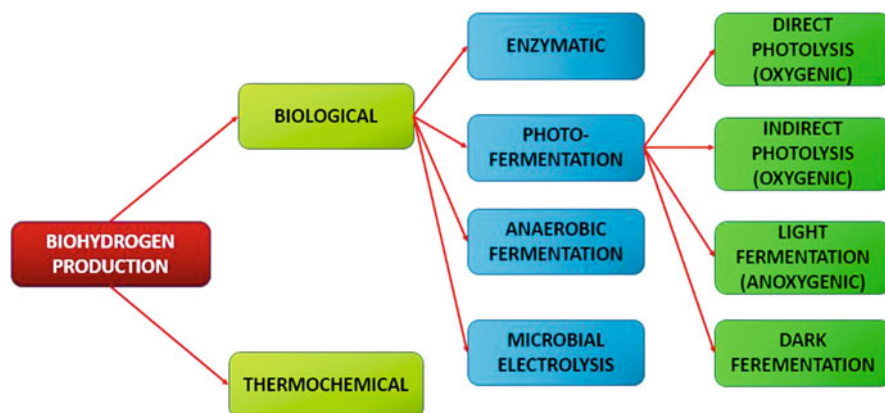 BIOHYDROGEN
PRODUCTION
BIOLOGICAL
THERMOCHEMICAL
ENZYMATIC
PHOTO-
FERMENTATION
ANAEROBIC
FERMENTATION
MICROBIAL
ELECTROLYSIS
DIRECT
PHOTOLYSIS
(OXYGENIC)
INDIRECT
PHOTOLYSIS
(OXYGENIC)
LIGHT
FERMENTATION
(ANOXYGENIC)
DARK
FEREMENTATION